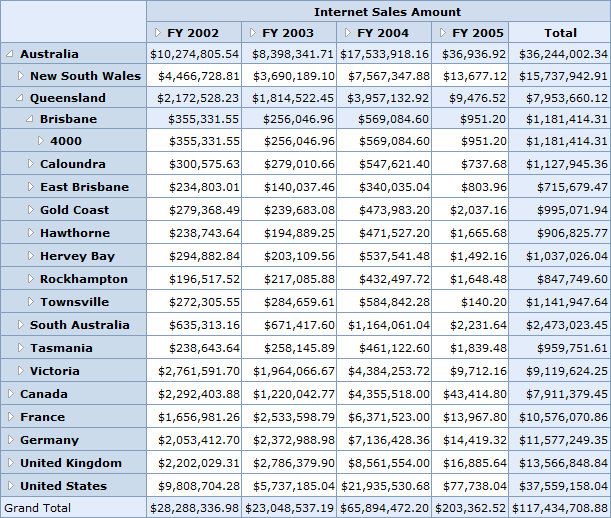 Internet Sales Amount
FY 2002 FY 2003 FY 2004 FY 2005 Total
Australia $10,274,805.54 $8,398,341.71 $17,533,918.16 $36,936.92 $36,244,002.34
New South Wales $4,466,728.81 $3,690,189.10 $7,567,347.88 $13,677.12 $15,737,942.91
Queensland $2,172,528.23 $1,814,522.45 $3,957,132.92 $9,476.52 $7,953,660.12
Brisbane $355,331.55 $256,046.96 $569,084.60 $951.20 $1,181,414.31
4000 $355,331.55 $256,046.96 $569,084.60 $951.20 $1,181,414.31
Caloundra $300,575.63 $279,010.66 $547,621.40 $737.68 $1,127,945.36
East Brisbane $234,803.01 $140,037.46 $340,035.04 $803.96 $715,679.47
Gold Coast $279,368.49 $239,683.08 $473,983.20 $2,037.16 $995,071.94
Hawthorne $238,743.64 $194,889.25 $471,527.20 $1,665.68 $906,825.77
Hervey Bay $294,882.84 $203,109.56 $537,541.48 $1,492.16 $1,037,026.04
Rockhampton $196,517.52 $217,085.88 $432,497.72 $1,648.48 $847,749.60
Townsville $272,305.55 $284,659.61 $584,842.28 $140.20 $1,141,947.64
South Australia $635,313.16 $671,417.60 $1,164,061.04 $2,231.64 $2,473,023.45
Tasmania $238,643.64 $258,145.89 $461,122.60 $1,839.48 $959,751.61
Victoria $2,761,591.70 $1,964,066.67 $4,384,253.72 $9,712.16 $9,119,624.25
Canada $2,292,403.88 $1,220,042.77 $4,355,518.00 $43,414.80 $7,911,379.45
France $1,656,981.26 $2,533,598.79 $6,371,523.00 $13,967.80 $10,576,070.86
Germany $2,053,412.70 $2,372,988.98 $7,136,428.36 $14,419.32 $11,577,249.35
United Kingdom $2,202,029.31 $2,786,379.90 $8,561,554.00 $16,885.64 $13,566,848.84
United States $9,808,704.28 $5,737,185.04 $21,935,530.68 $77,738.04 $37,559,158.04
Grand Total $28,288,336.98 $23,048,537.19 $65,894,472.20 $203,362.52 $117,434,708.88